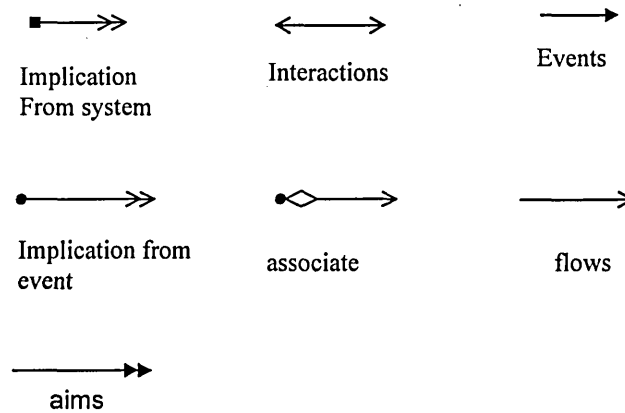 Implication
From system
Interactions
Events
Implication from
event
associate
flows
aims